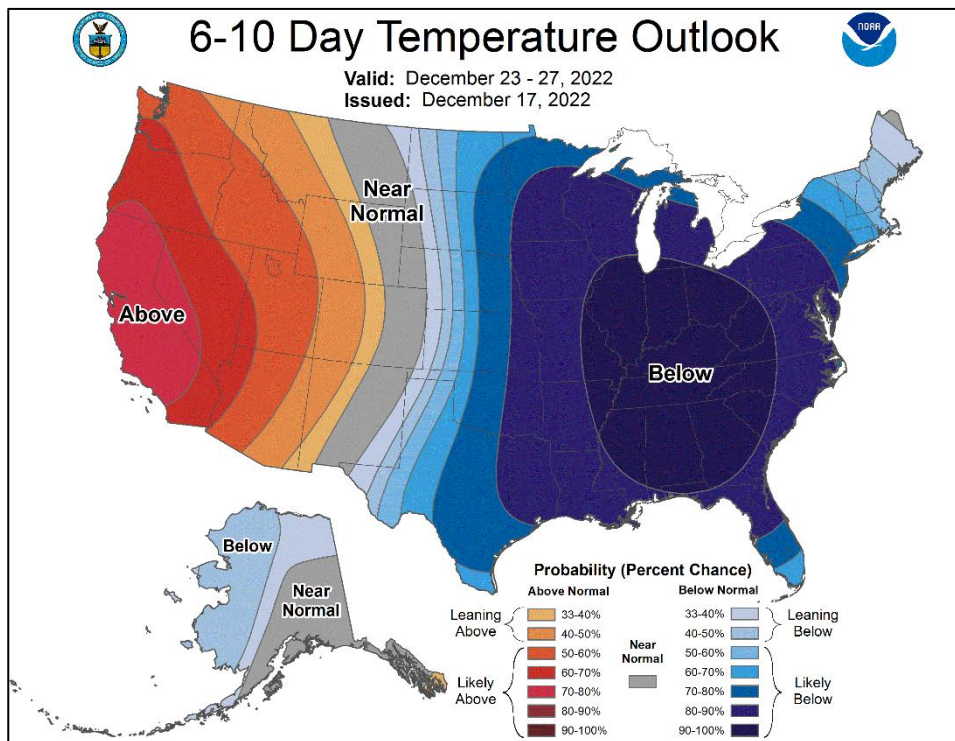 6-10 Day Temperature Outlook
NOAA
Valid: December 23 - 27, 2022
Issued: December 17, 2022
Near
Normal
Above
Below
Below
Near
Normal
Probability (Percent Chance)
Above Normal
Below Normal
Leaning
Above
33-40%
40-50%
Likely
Above
50-60%
60-70%
70-80%
80-90%
90-100%
Near
Normal
33-40%
40-50%
Leaning
Below
50-60%
60-70%
70-80%
80-90%
90-100%
Likely
Below